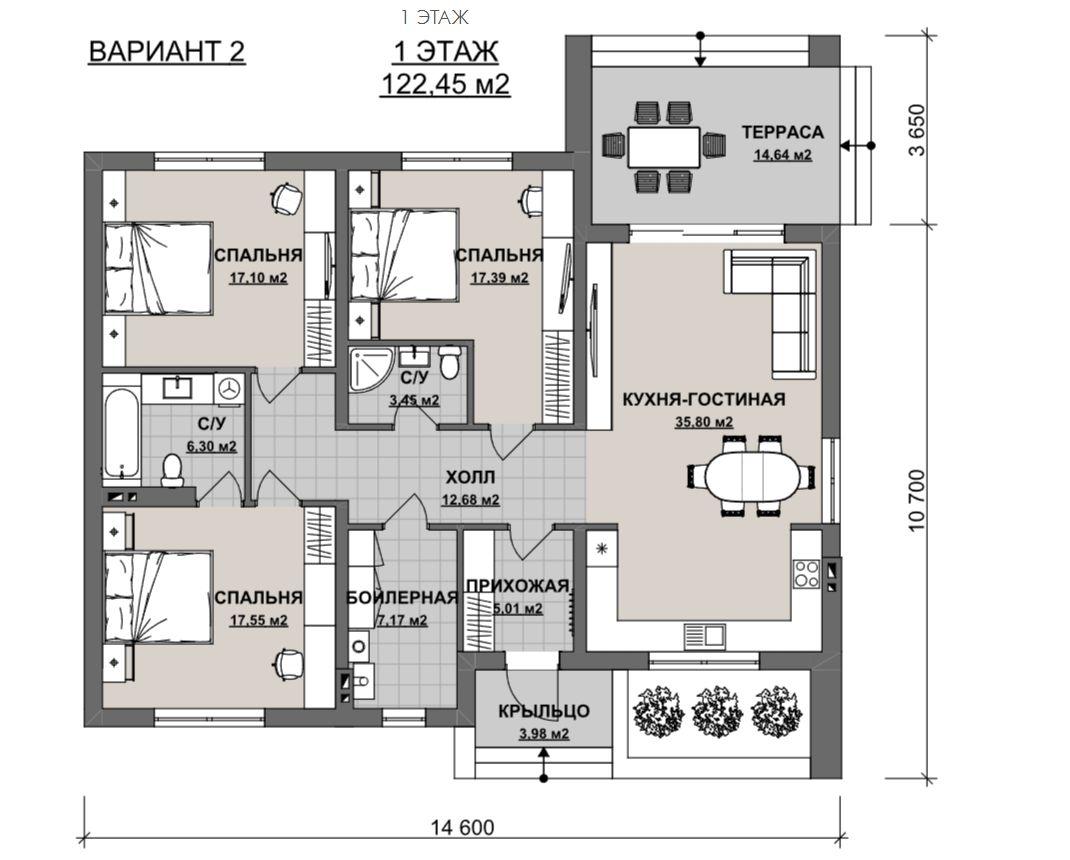 1 ЭТАЖ
ВАРИАНТ 2
1 ЭТАЖ
122,45 м2
ТЕРРАСА
14,64 м2
3 650
СПАЛЬНЯ
17,10 м2
СПАЛЬНЯ
17,39 м2
С/У
3,45 м2
КУХНЯ-ГОСТИНАЯ
35,80 м2
С/У
6,30 м2
ХОЛЛ
12,68 м2
10 700
СПАЛЬНЯ
17,55 м2
БОЙЛЕРНАЯ
7,17 м2
ПРИХОЖАЯ
5,01 м2
КРЫЛЬЦО
3,98 м2
14 600